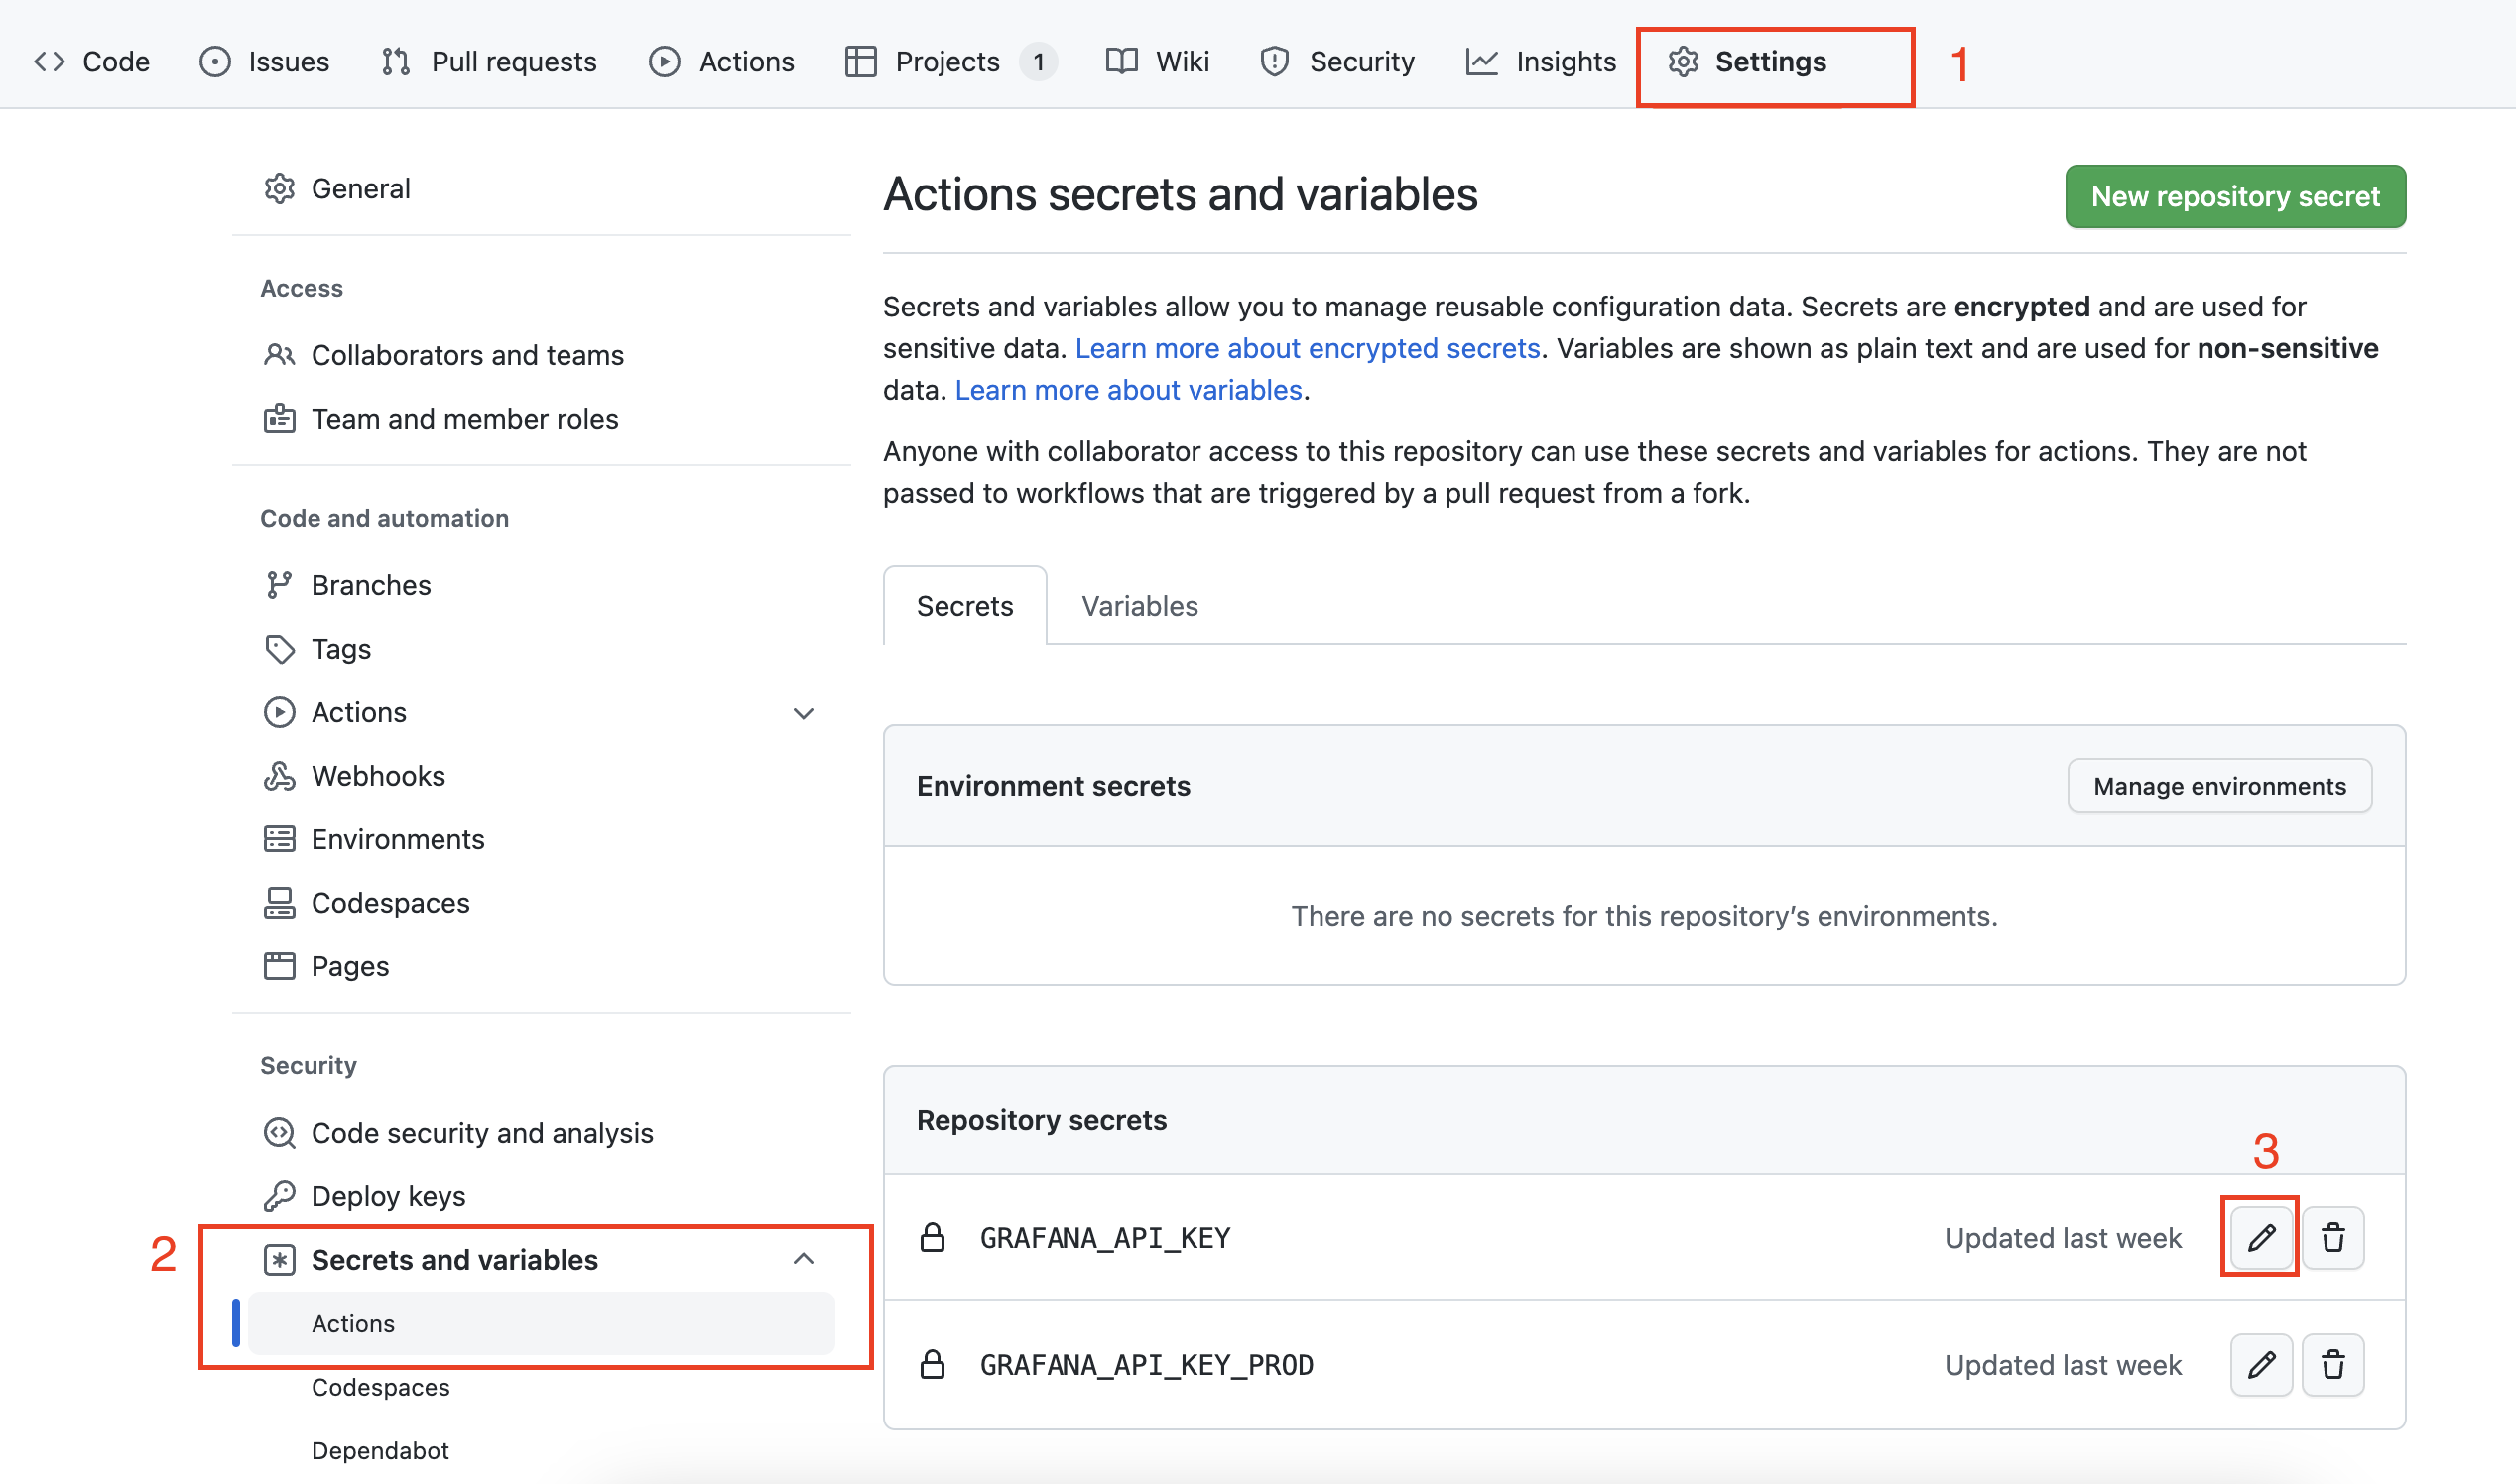 Code Issues Pull requests Actions Projects 1 Wiki Security Insights Settings 1
General
Access
Collaborators and teams
Team and member roles
Code and automation
Branches
Tags
Actions
Webhooks
Environments
Codespaces
Pages
Security
Code security and analysis
Deploy keys
2
Secrets and variables
Actions
Codespaces
Dependabot
Actions secrets and variables
New repository secret
Secrets and variables allow you to manage reusable configuration data. Secrets are encrypted and are used for
sensitive data. Learn more about encrypted secrets. Variables are shown as plain text and are used for non-sensitive
data. Learn more about variables.
Anyone with collaborator access to this repository can use these secrets and variables for actions. They are not
passed to workflows that are triggered by a pull request from a fork.
Secrets Variables
Environment secrets
Manage environments
There are no secrets for this repository’s environments.
Repository secrets
3
GRAFANA_API_KEY Updated last week
GRAFANA_API_KEY_PROD Updated last week